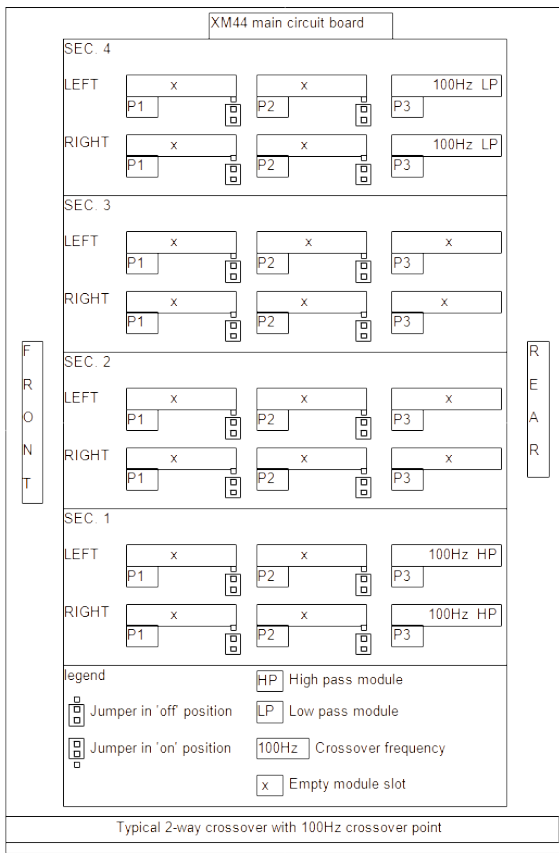 XM44 main circuit board
SEC. 4
LEFT x x 100Hz LP
P1 P2 P3
RIGHT x x 100Hz LP
P1 P2 P3
SEC. 3
LEFT x x x
P1 P2 P3
RIGHT x x x
P1 P2 P3
FRONT
REAR
SEC. 2
LEFT x x x
P1 P2 P3
RIGHT x x x
P1 P2 P3
SEC. 1
LEFT x x 100Hz HP
P1 P2 P3
RIGHT x x 100Hz HP
P1 P2 P3
legend
HP High pass module
Jumper in 'off' position
LP Low pass module
Jumper in 'on' position
100Hz Crossover frequency
x Empty module slot
Typical 2-way crossover with 100Hz crossover point